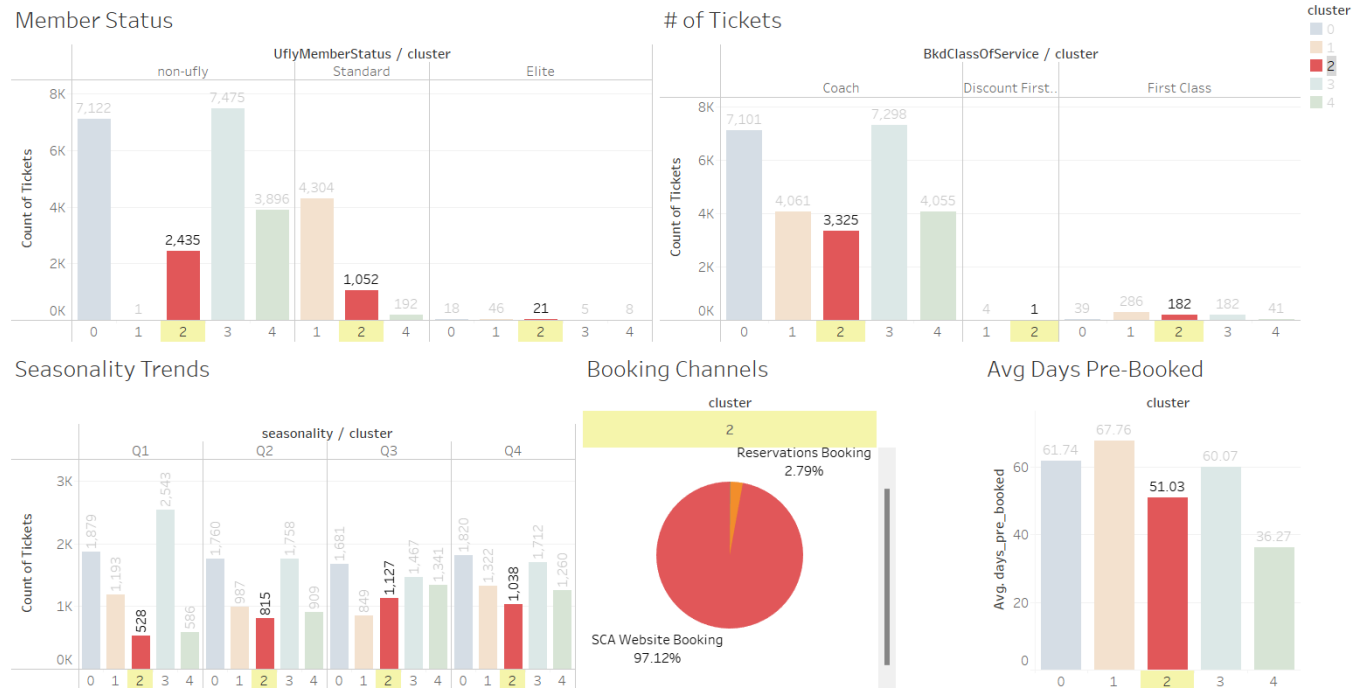 Member Status
UflyMemberStatus / cluster
non-ufly Standard Elite
8K
6K
4K
2K
0K
Count of Tickets
7,122
1
2,435
7,475
3,896
4,304
1,052
192
18
46
21
5
8
0 1 2 3 4 1 2 4 0 1 2 3 4
# of Tickets
BkdClassOfService / cluster
Coach Discount First.. First Class
8K
6K
4K
2K
0K
Count of Tickets
7,101
4,061
3,325
7,298
4,055
4
1
39
286
182
182
41
0 1 2 3 4 1 2 0 1 2 3 4
cluster
0
1
2
3
4
Seasonality Trends
seasonality / cluster
Q1 Q2 Q3 Q4
3K
2K
1K
0K
Count of Tickets
1,879
1,193
528
2,543
586
1,760
987
815
1,758
909
1,681
849
1,127
1,467
1,341
1,820
1,322
1,038
1,712
1,260
0 1 2 3 4 0 1 2 3 4 0 1 2 3 4 0 1 2 3 4
Booking Channels
cluster
2
Reservations Booking
2.79%
SCA Website Booking
97.12%
Avg Days Pre-Booked
cluster
60
40
20
0
Avg. days_pre_booked
61.74
67.76
51.03
60.07
36.27
0 1 2 3 4